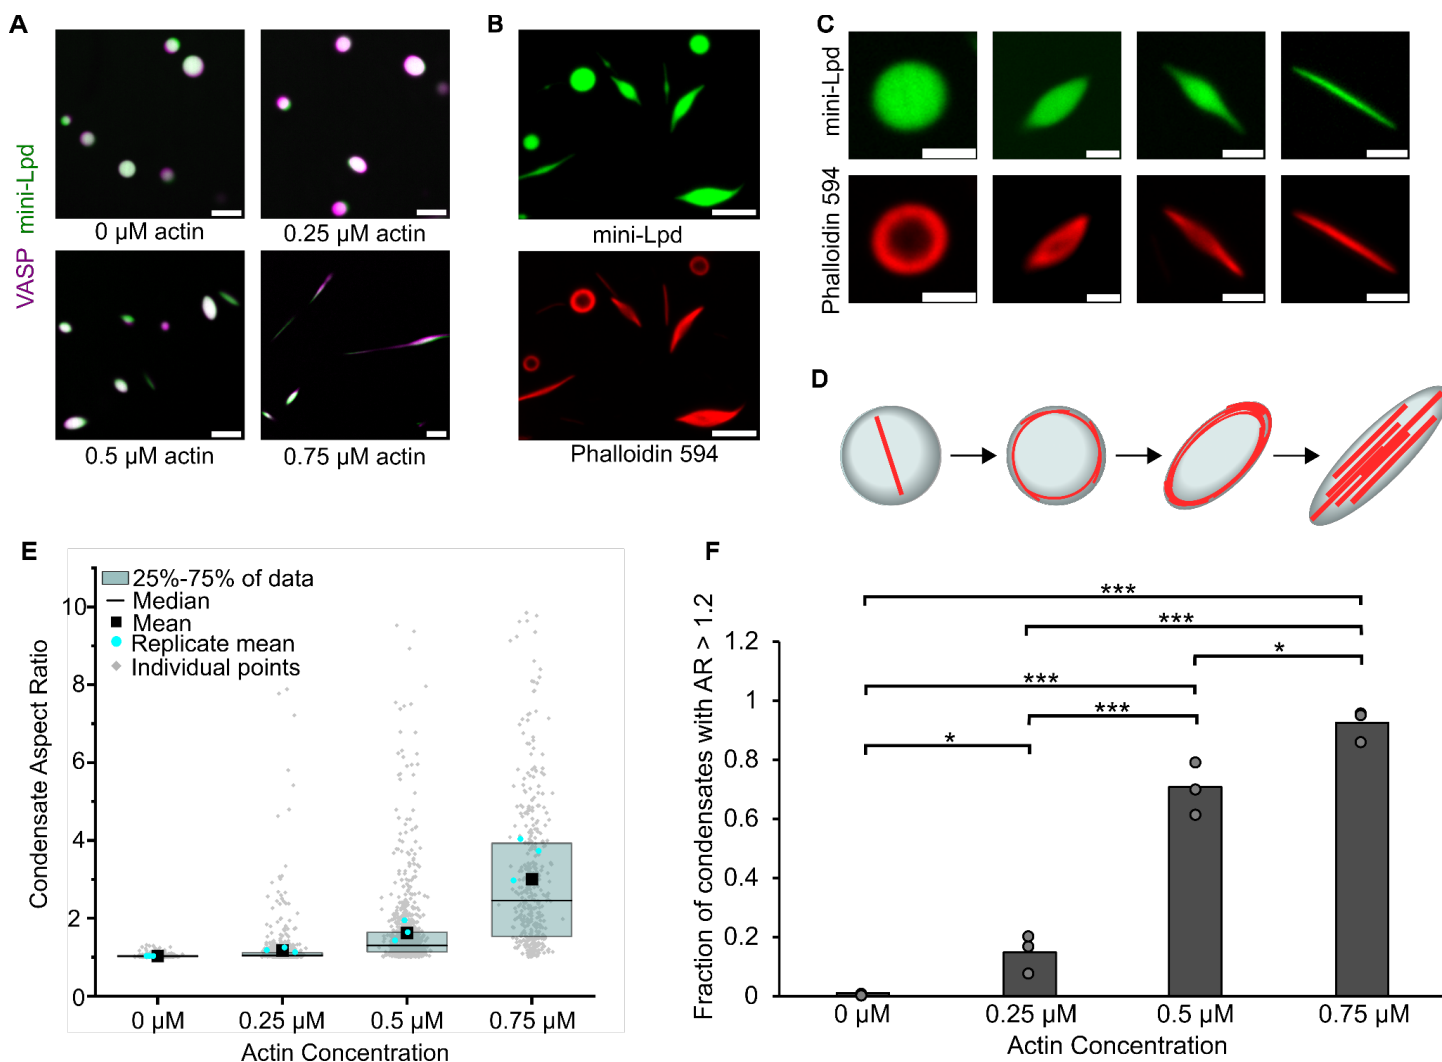 A
VASP mini-Lpd
0 µM actin
0.25 µM actin
0.5 µM actin
0.75 µM actin
B
mini-Lpd
Phalloidin 594
C
mini-Lpd
Phalloidin 594
D
E
25%-75% of data
Median
Mean
Replicate mean
Individual points
Condensate Aspect Ratio
10
8
6
4
2
0
0 µM
0.25 µM
0.5 µM
0.75 µM
Actin Concentration
F
Fraction of condensates with AR > 1.2
1.2
1
0.8
0.6
0.4
0.2
0
***
***
*
***
***
*
0 µM
0.25 µM
0.5 µM
0.75 µM
Actin Concentration